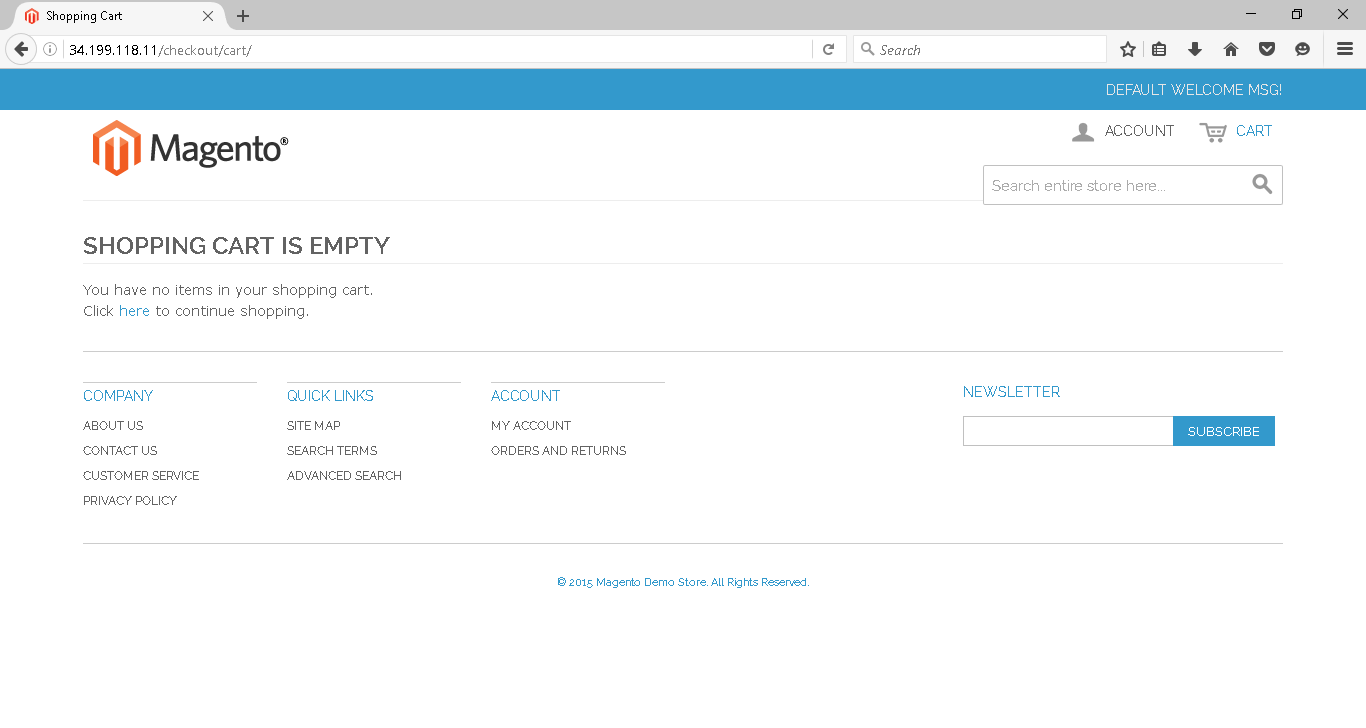 Shopping Cart
34.199.118.11/checkout/cart/
Search
DEFAULT WELCOME MSG!
Magento®
ACCOUNT
CART
Search entire store here...
SHOPPING CART IS EMPTY
You have no items in your shopping cart.
Click here to continue shopping.
COMPANY
ABOUT US
CONTACT US
CUSTOMER SERVICE
PRIVACY POLICY
QUICK LINKS
SITE MAP
SEARCH TERMS
ADVANCED SEARCH
ACCOUNT
MY ACCOUNT
ORDERS AND RETURNS
NEWSLETTER
SUBSCRIBE
© 2015 Magento Demo Store. All Rights Reserved.